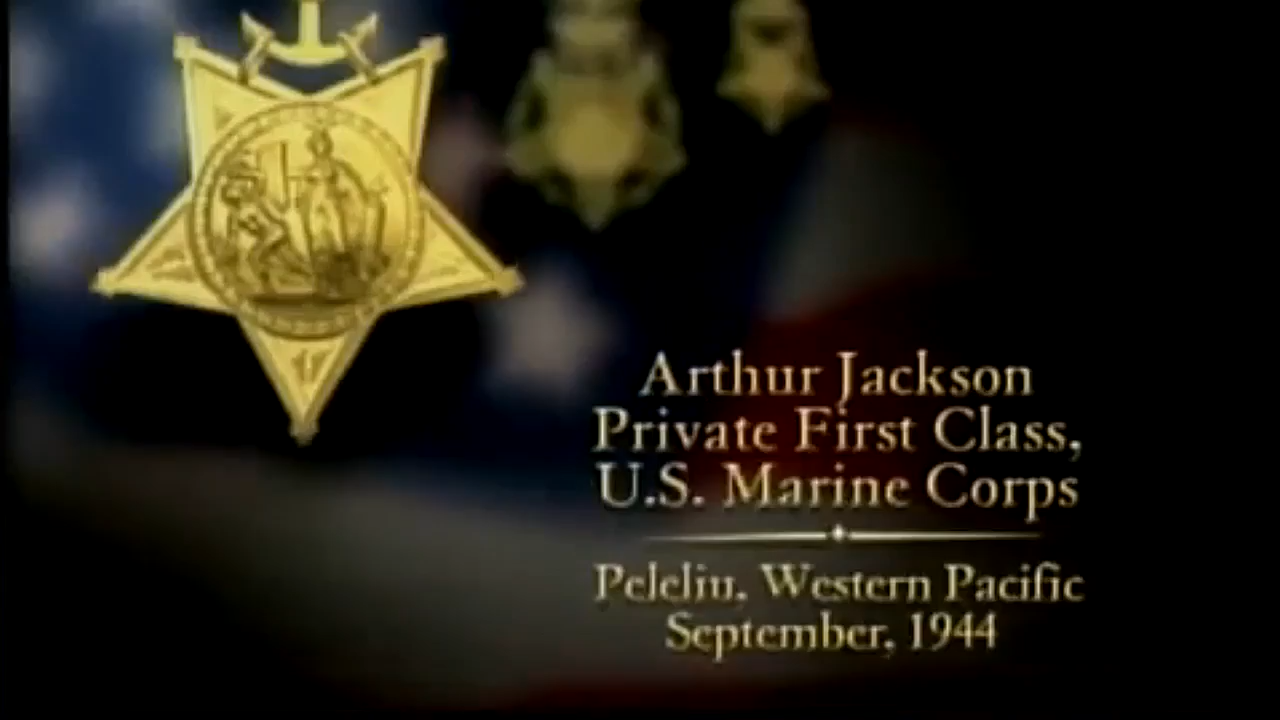 Arthur Jackson
Private First Class,
U.S. Marine Corps
Peleliu, Western Pacific
September, 1944